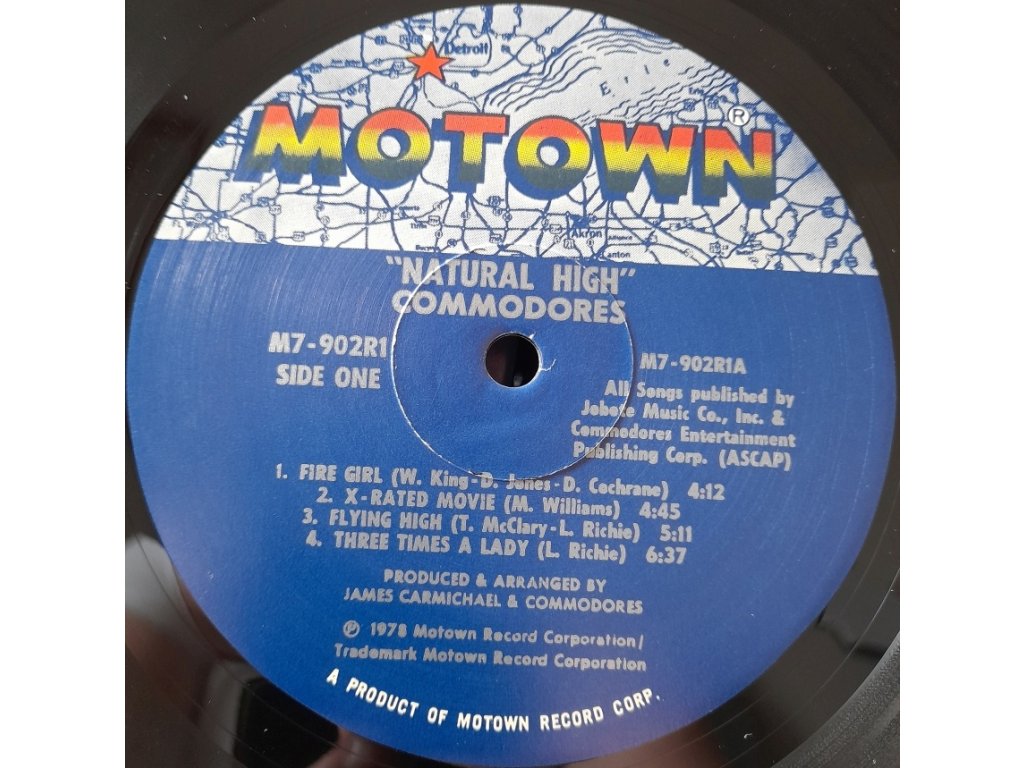 Detroit
Erie
MOTOWN®
Akron
Canton
"NATURAL HIGH"
COMMODORES
M7-902R1
SIDE ONE
M7-902R1A
All Songs published by
Jobete Music Co., Inc. &
Commodores Entertainment
Publishing Corp. (ASCAP)
1. FIRE GIRL (W. King-D. Jones-D. Cochrane) 4:12
2. X-RATED MOVIE (M. Williams) 4:45
3. FLYING HIGH (T. McClary-L. Richie) 5:11
4. THREE TIMES A LADY (L. Richie) 6:37
PRODUCED & ARRANGED BY
JAMES CARMICHAEL & COMMODORES
℗ 1978 Motown Record Corporation/
Trademark Motown Record Corporation
A PRODUCT OF MOTOWN RECORD CORP.